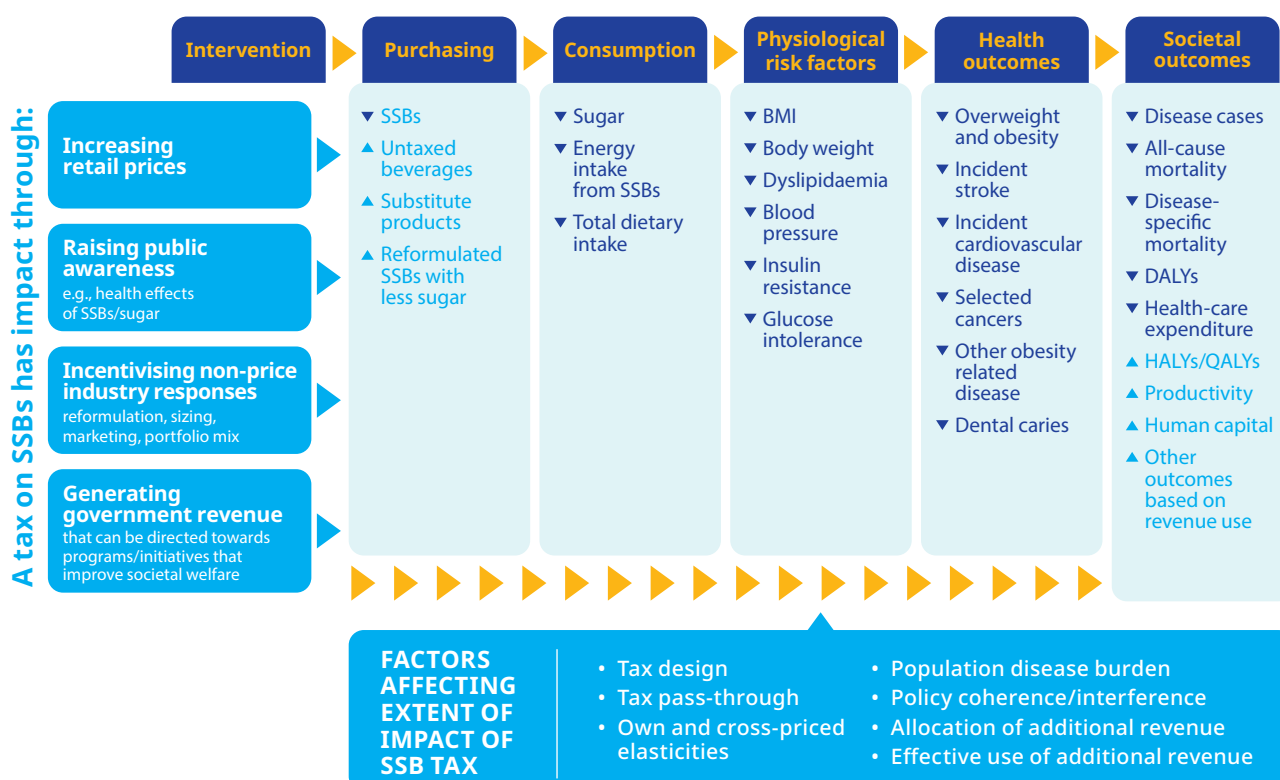 A tax on SSBs has impact through:
Intervention
Purchasing
Consumption
Physiological
risk factors
Health
outcomes
Societal
outcomes
Increasing
retail prices
Raising public
awareness
e.g., health effects
of SSBs/sugar
Incentivising non-price
industry responses
reformulation, sizing,
marketing, portfolio mix
Generating
government revenue
that can be directed towards
programs/initiatives that
improve societal welfare
▼ SSBs
▲ Untaxed
beverages
▲ Substitute
products
▲ Reformulated
SSBs with
less sugar
▼ Sugar
▼ Energy
intake
from SSBs
▼ Total dietary
intake
▼ BMI
▼ Body weight
▼ Dyslipidaemia
▼ Blood
pressure
▼ Insulin
resistance
▼ Glucose
intolerance
▼ Overweight
and obesity
▼ Incident
stroke
▼ Incident
cardiovascular
disease
▼ Selected
cancers
▼ Other obesity
related
disease
▼ Dental caries
▼ Disease cases
▼ All-cause
mortality
▼ Disease-
specific
mortality
▼ DALYs
▼ Health-care
expenditure
▲ HALYs/QALYs
▲ Productivity
▲ Human capital
▲ Other
outcomes
based on
revenue use
FACTORS
AFFECTING
EXTENT OF
IMPACT OF
SSB TAX
• Tax design
• Tax pass-through
• Own and cross-priced
elasticities
• Population disease burden
• Policy coherence/interference
• Allocation of additional revenue
• Effective use of additional revenue